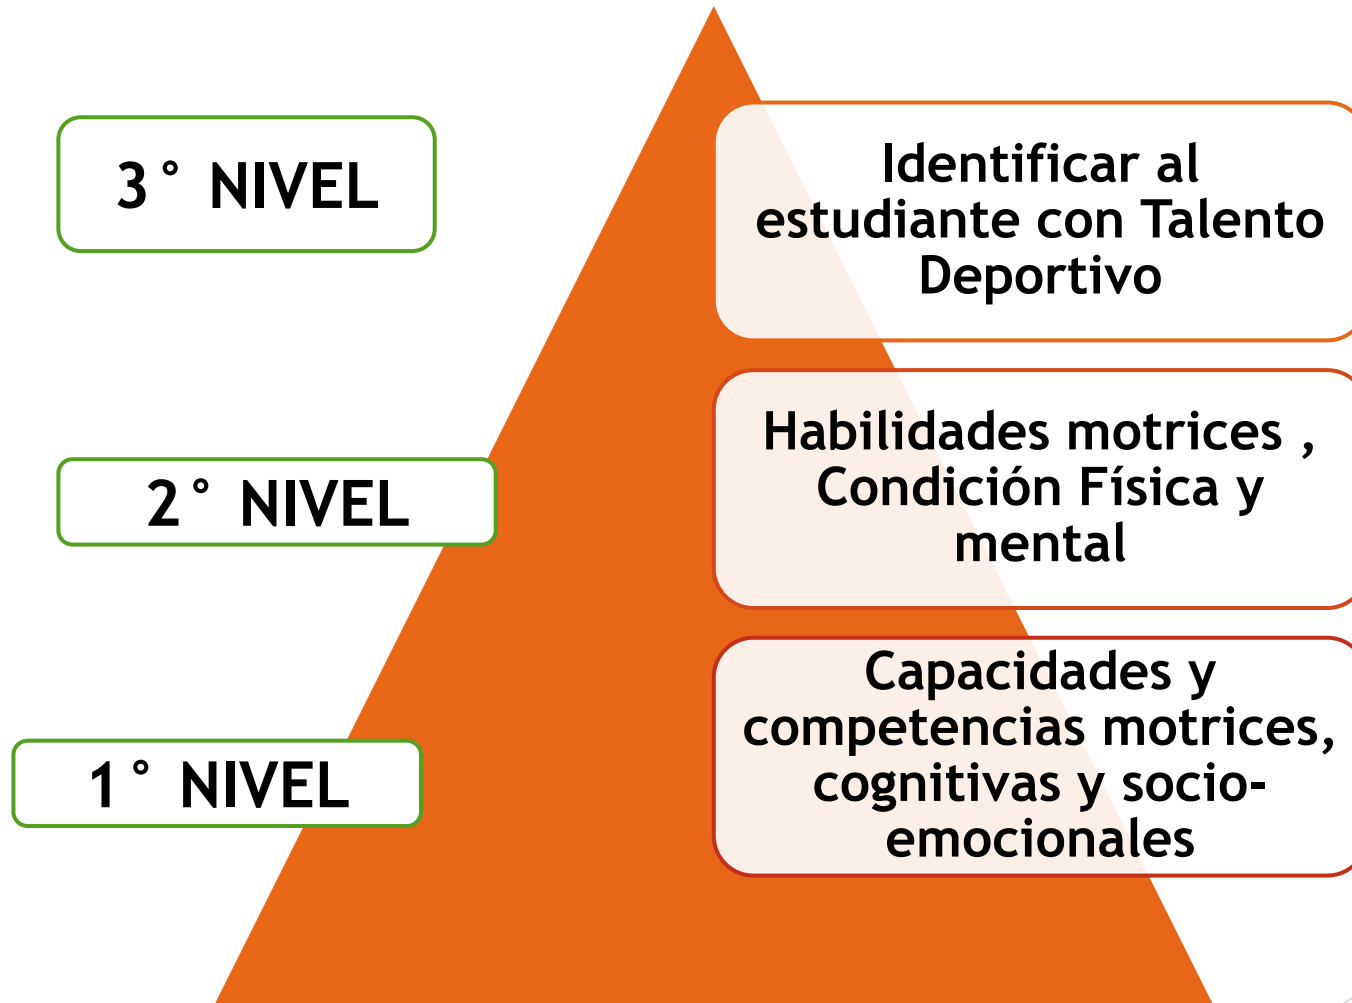 3° NIVEL
Identificar al
estudiante con Talento
Deportivo
2° NIVEL
Habilidades motrices ,
Condición Física y
mental
1° NIVEL
Capacidades y
competencias motrices,
cognitivas y socio-
emocionales